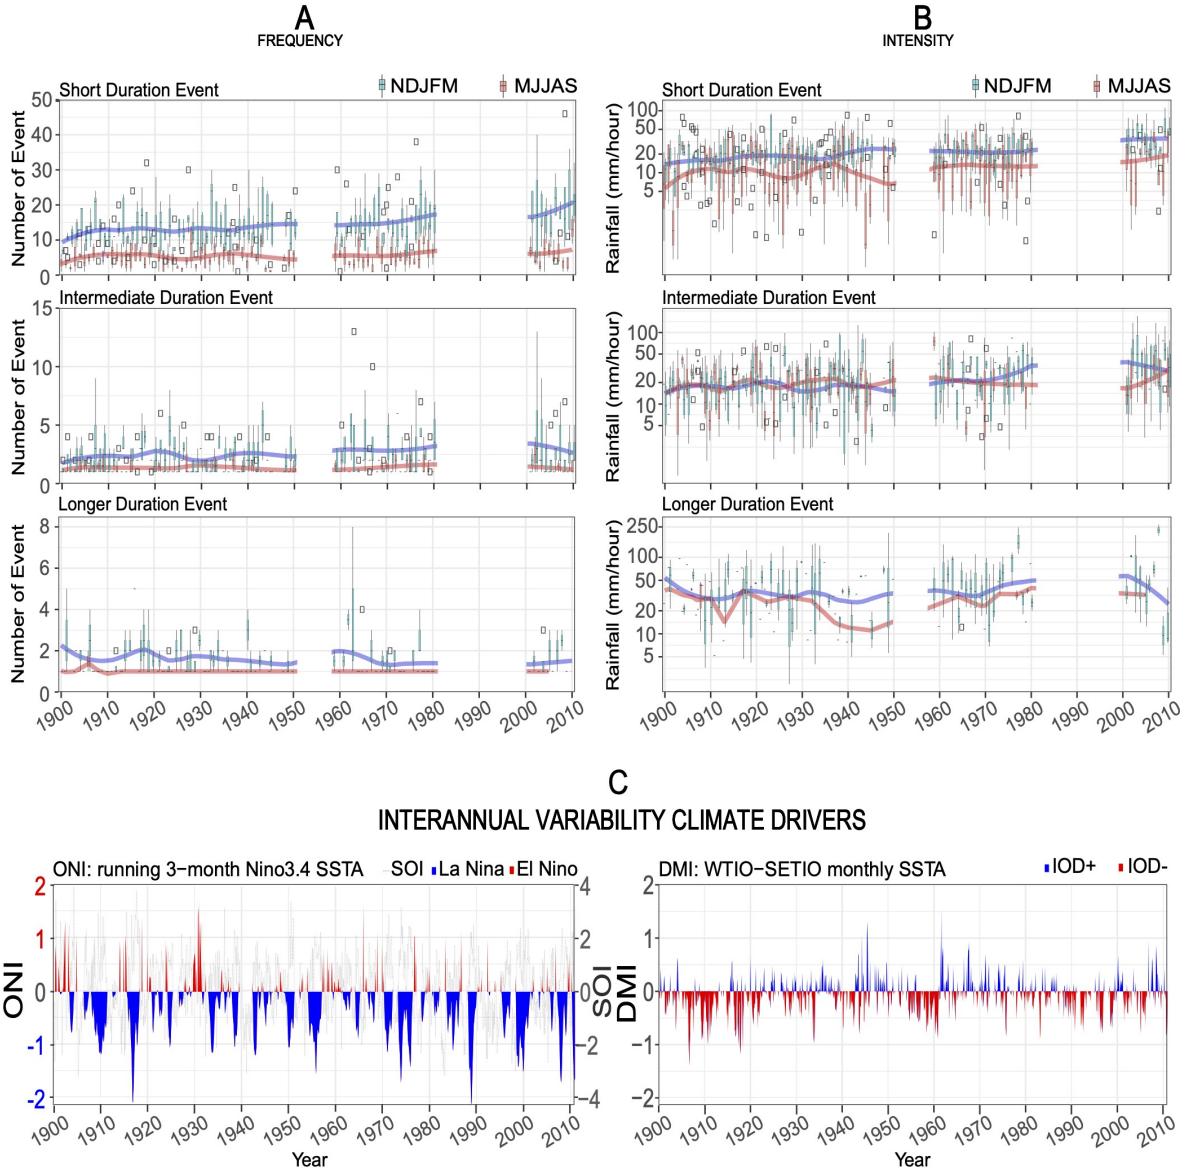 A
FREQUENCY
B
INTENSITY
Short Duration Event
NDJFM
MJJAS
Number of Event
50
40
30
20
10
0
Intermediate Duration Event
Number of Event
15
10
5
0
Longer Duration Event
Number of Event
8
6
4
2
0
1900 1910 1920 1930 1940 1950 1960 1970 1980 1990 2000 2010
Short Duration Event
NDJFM
MJJAS
Rainfall (mm/hour)
100
50
20
10
5
Intermediate Duration Event
Rainfall (mm/hour)
100
50
20
10
5
Longer Duration Event
Rainfall (mm/hour)
250
100
50
20
10
5
1900 1910 1920 1930 1940 1950 1960 1970 1980 1990 2000 2010
C
INTERANNUAL VARIABILITY CLIMATE DRIVERS
ONI: running 3−month Nino3.4 SSTA
SOI
La Nina
El Nino
ONI
2
1
0
-1
-2
4
2
0
−2
−4
SOI
1900 1910 1920 1930 1940 1950 1960 1970 1980 1990 2000 2010
Year
DMI: WTIO−SETIO monthly SSTA
IOD+
IOD-
DMI
2
1
0
−1
−2
1900 1910 1920 1930 1940 1950 1960 1970 1980 1990 2000 2010
Year